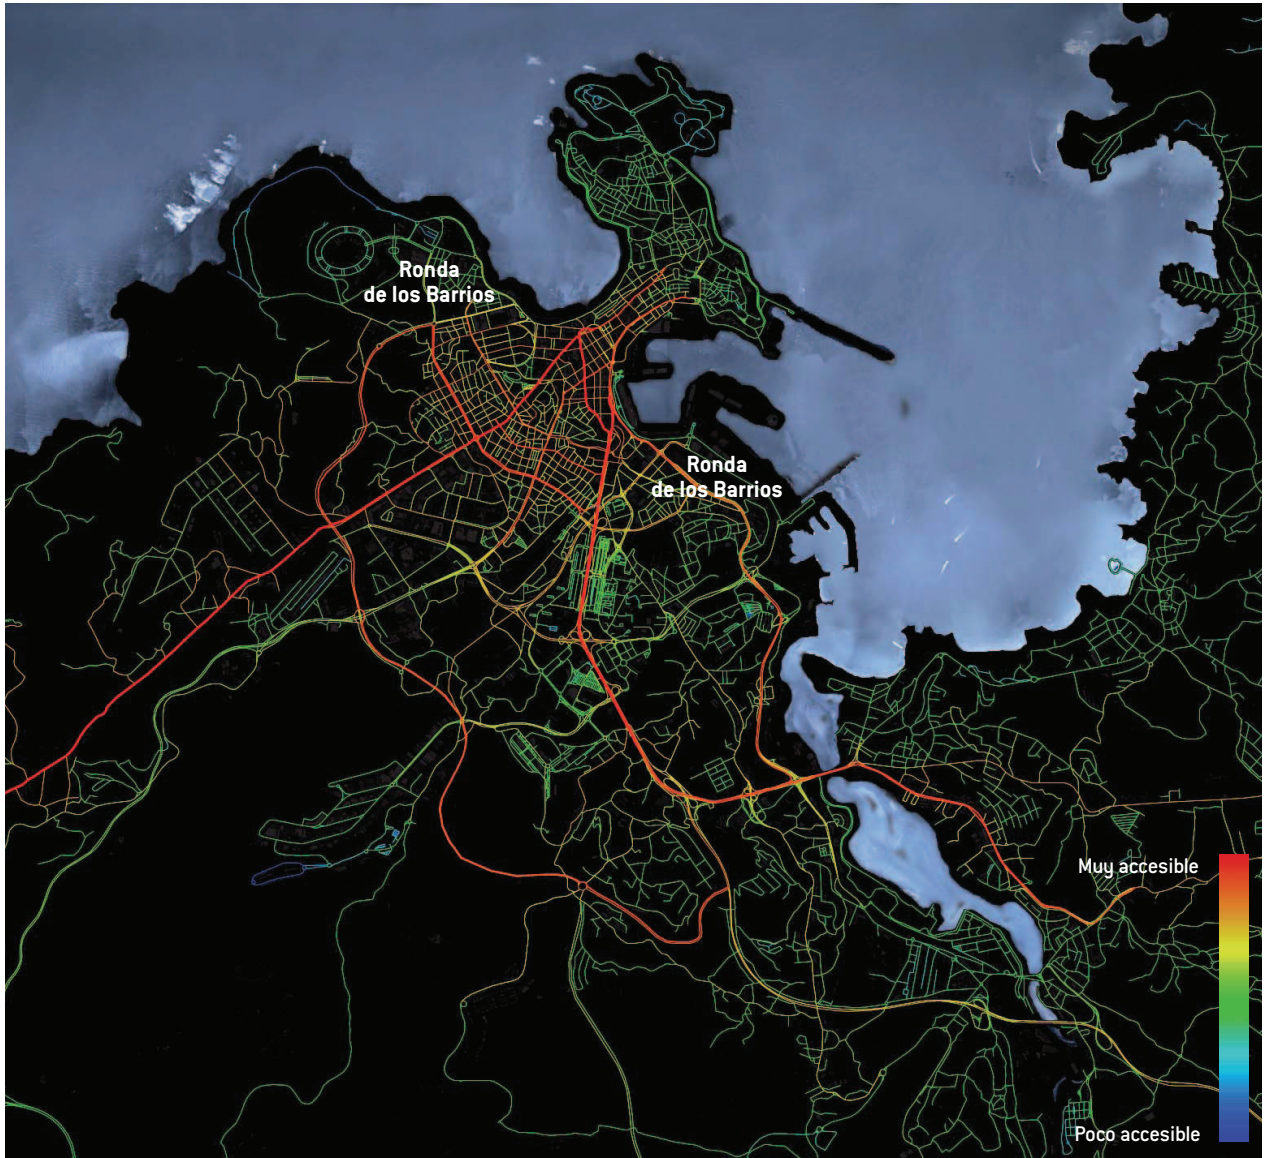 Ronda
de los Barrios
Ronda
de los Barrios
Muy accesible
Poco accesible